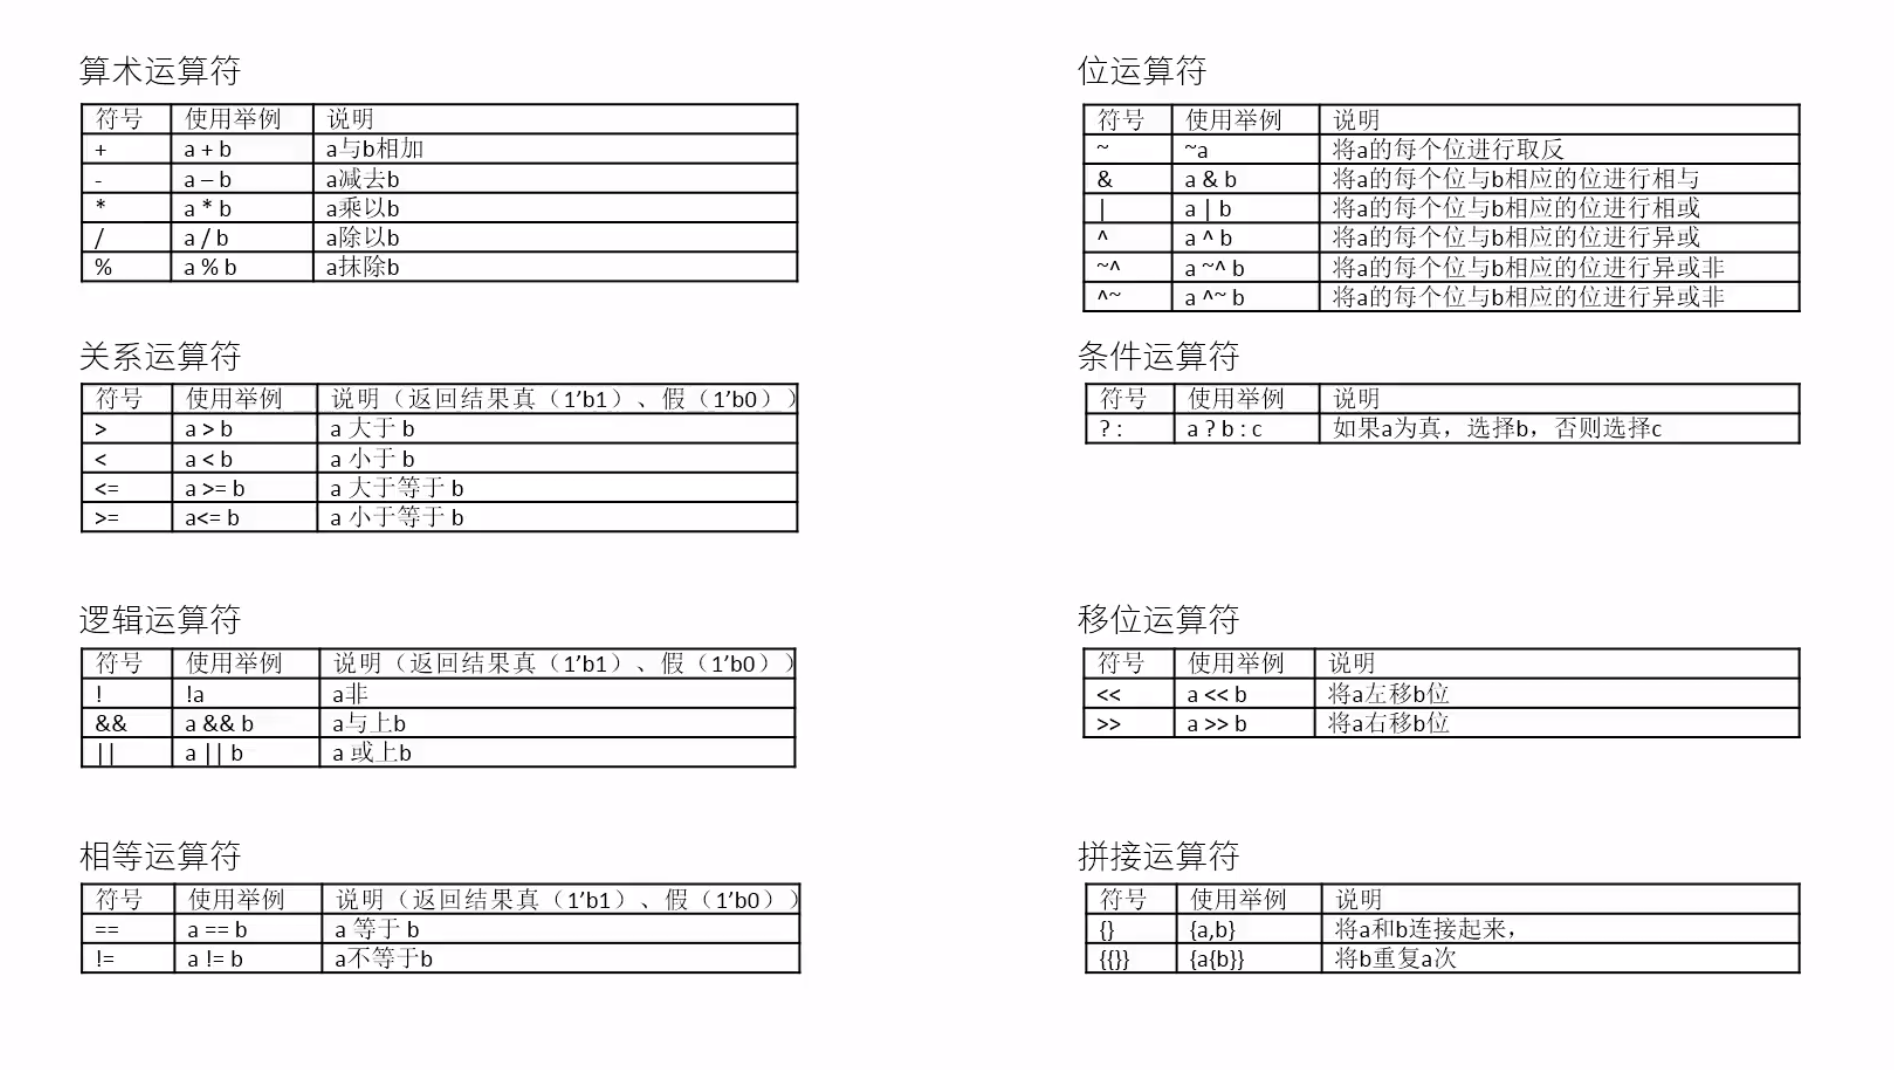 算术运算符
符号 使用举例 说明
+ a + b a与b相加
- a – b a减去b
* a * b a乘以b
/ a / b a除以b
% a % b a抹除b
关系运算符
符号 使用举例 说明（返回结果真（1’b1）、假（1’b0））
> a > b a 大于 b
< a < b a 小于 b
<= a >= b a 大于等于 b
>= a<= b a 小于等于 b
逻辑运算符
符号 使用举例 说明（返回结果真（1’b1）、假（1’b0））
! !a a非
&& a && b a与上b
|| a || b a 或上b
相等运算符
符号 使用举例 说明（返回结果真（1’b1）、假（1’b0））
== a == b a 等于 b
!= a != b a不等于b
位运算符
符号 使用举例 说明
~ ~a 将a的每个位进行取反
& a & b 将a的每个位与b相应的位进行相与
| a | b 将a的每个位与b相应的位进行相或
^ a ^ b 将a的每个位与b相应的位进行异或
~^ a ~^ b 将a的每个位与b相应的位进行异或非
^~ a ^~ b 将a的每个位与b相应的位进行异或非
条件运算符
符号 使用举例 说明
? : a ? b : c 如果a为真，选择b，否则选择c
移位运算符
符号 使用举例 说明
<< a << b 将a左移b位
>> a >> b 将a右移b位
拼接运算符
符号 使用举例 说明
{} {a,b} 将a和b连接起来，
{{}} {a{b}} 将b重复a次